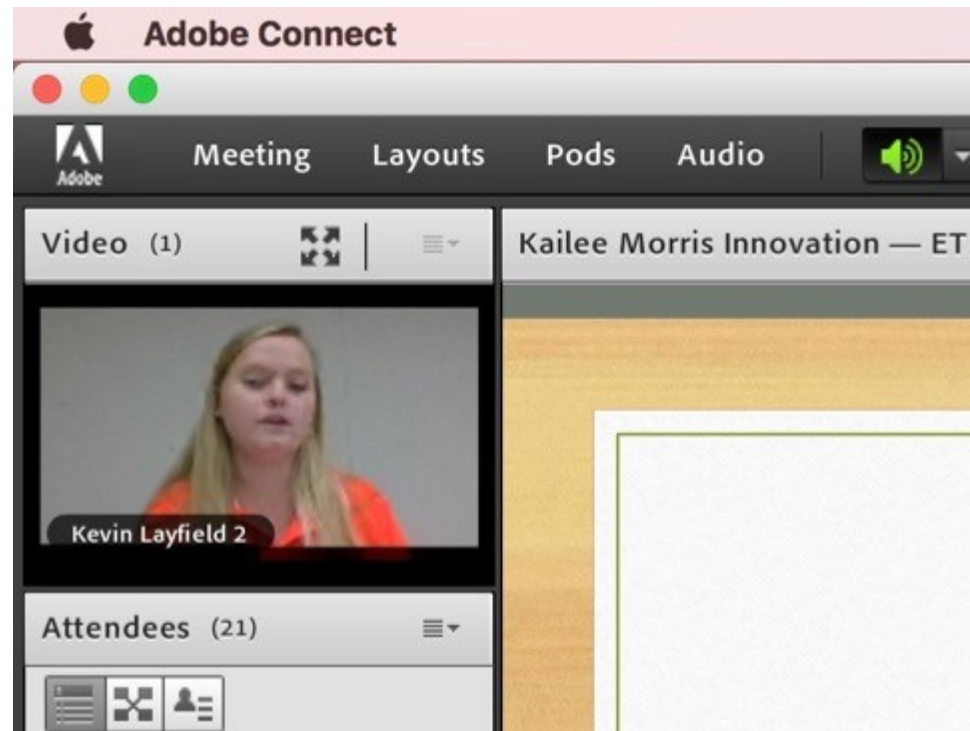 Adobe Connect
Adobe
Meeting Layouts Pods Audio
Video (1)
Kailee Morris Innovation — ET
Kevin Layfield 2
Attendees (21)